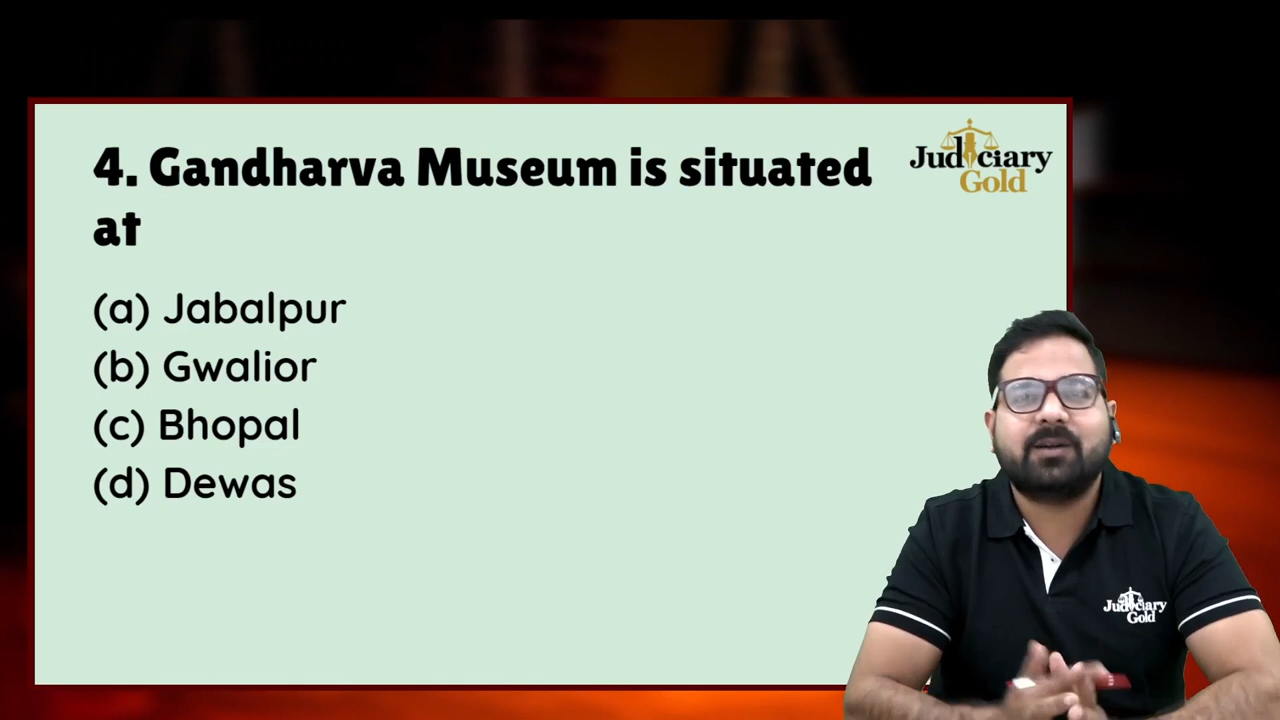 4. Gandharva Museum is situated
at
Judiciary
Gold
(a) Jabalpur
(b) Gwalior
(c) Bhopal
(d) Dewas
Judiciary
Gold